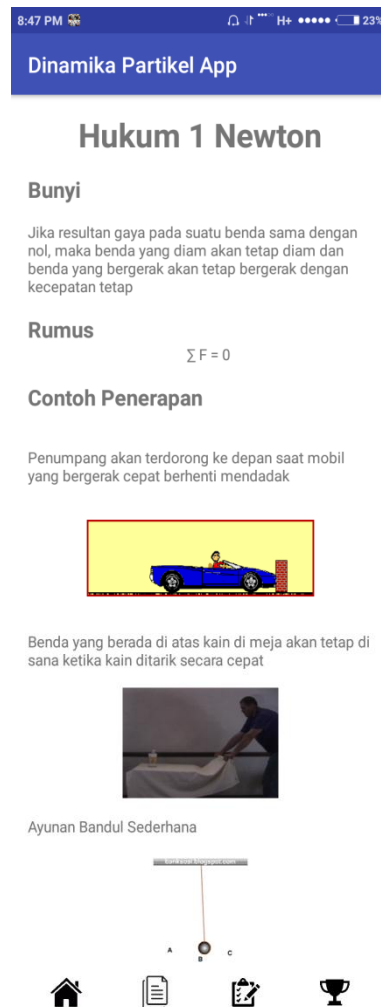 8:47 PM
H+
23%
Dinamika Partikel App
Hukum 1 Newton
Bunyi
Jika resultan gaya pada suatu benda sama dengan
nol, maka benda yang diam akan tetap diam dan
benda yang bergerak akan tetap bergerak dengan
kecepatan tetap
Rumus
∑ F = 0
Contoh Penerapan
Penumpang akan terdorong ke depan saat mobil
yang bergerak cepat berhenti mendadak
Benda yang berada di atas kain di meja akan tetap di
sana ketika kain ditarik secara cepat
Ayunan Bandul Sederhana
A
B
C